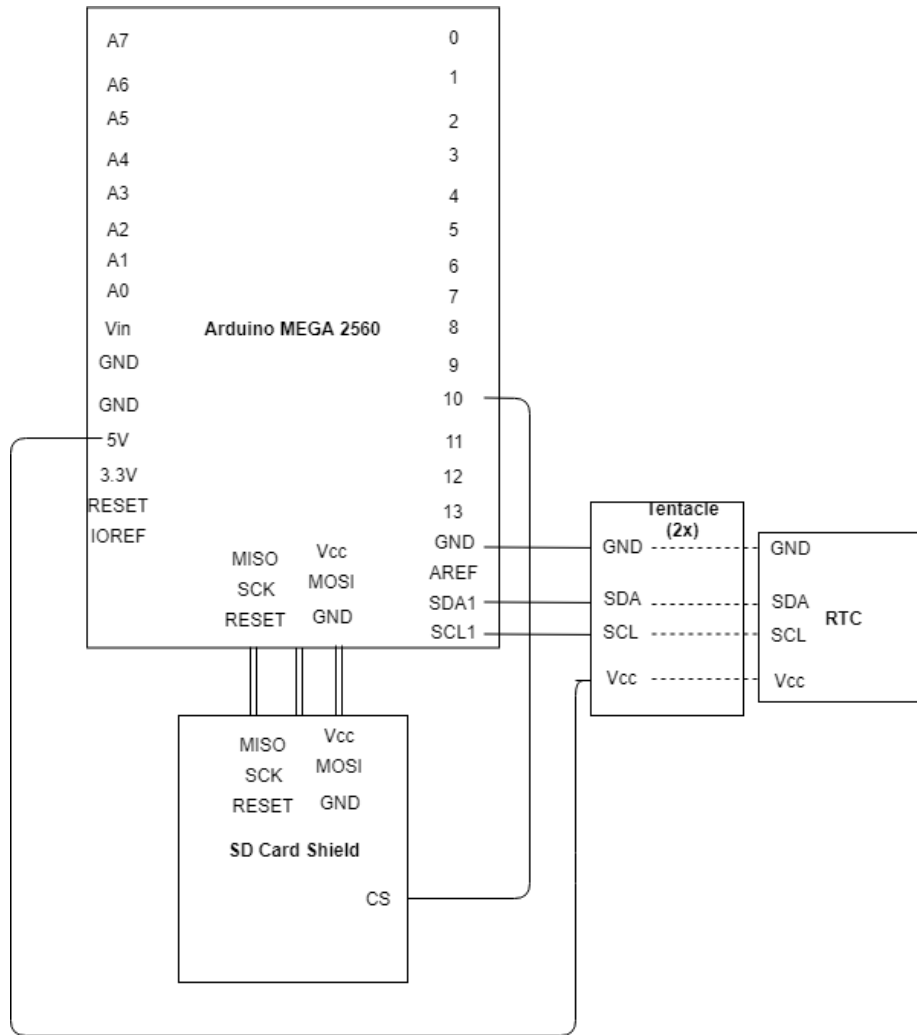 A7
A6
A5
A4
A3
A2
A1
A0
Vin
GND
GND
5V
3.3V
RESET
IOREF
Arduino MEGA 2560
0
1
2
3
4
5
6
7
8
9
10
11
12
13
GND
AREF
SDA1
SCL1
MISO Vcc
SCK MOSI
RESET GND
Tentacle
(2x)
GND
SDA
SCL
Vcc
GND
SDA
SCL
Vcc
RTC
MISO Vcc
SCK MOSI
RESET GND
SD Card Shield
CS